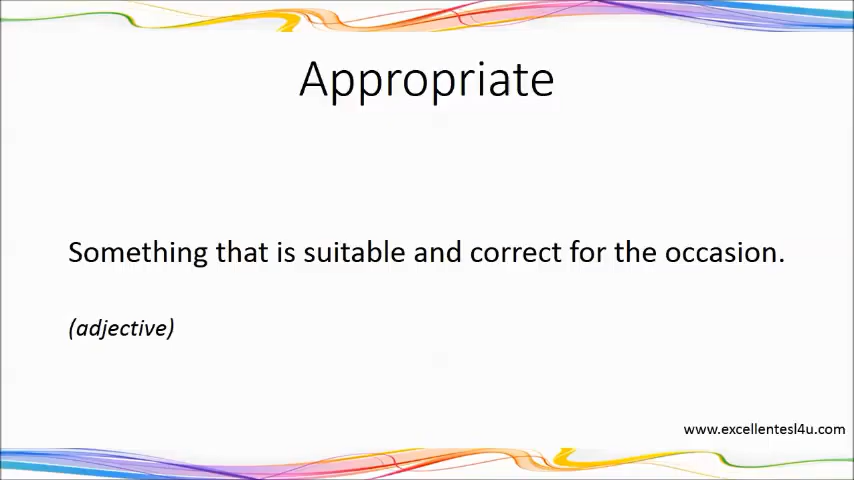 Appropriate
Something that is suitable and correct for the occasion.
(adjective)
www.excellentesl4u.com